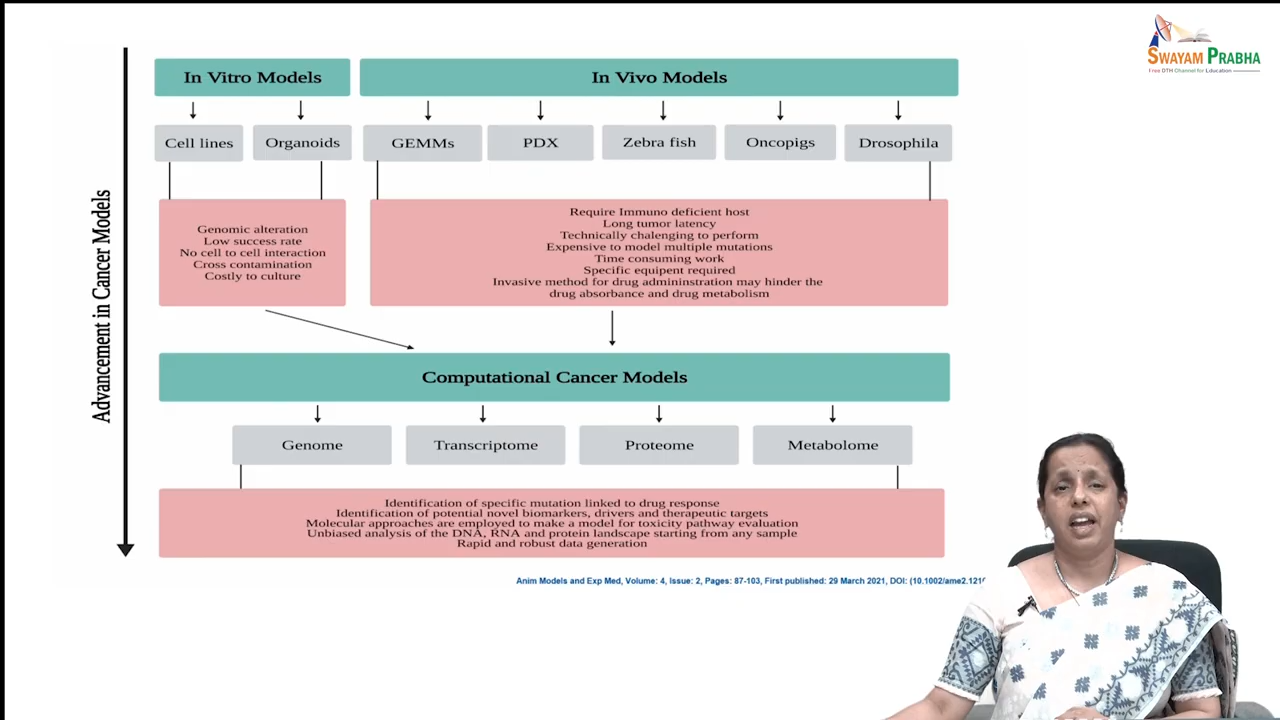 SWAYAM PRABHA
Free DTH Channel for Education
Advancement in Cancer Models
In Vitro Models
In Vivo Models
Cell lines
Organoids
GEMMs
PDX
Zebra fish
Oncopigs
Drosophila
Genomic alteration
Low success rate
No cell to cell interaction
Cross contamination
Costly to culture
Require Immuno deficient host
Long tumor latency
Technically chalenging to perform
Expensive to model multiple mutations
Time consuming work
Specific equipent required
Invasive method for drug admininstration may hinder the
drug absorbance and drug metabolism
Computational Cancer Models
Genome
Transcriptome
Proteome
Metabolome
Identification of specific mutation linked to drug response
Identification of potential novel biomarkers, drivers and therapeutic targets
Molecular approaches are employed to make a model for toxicity pathway evaluation
Unbiased analysis of the DNA, RNA and protein landscape starting from any sample
Rapid and robust data generation
Anim Models and Exp Med, Volume: 4, Issue: 2, Pages: 87-103, First published: 29 March 2021, DOI: